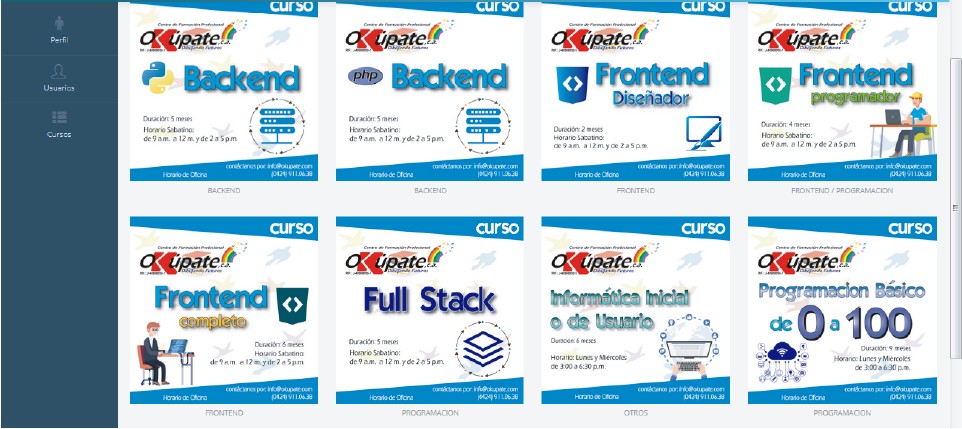 Perfil
Usuarios
Cursos
curso
Centro de Formación Profesional
OKúpate c.a.
Dibujando Futuros
Backend
Duración: 5 meses
Horario Sabatino:
de 9 a.m. a 12 m. y de 2 a 5 p.m.
contáctanos por: info@okupate.com
Horario de Oficina (0424) 911.06.38
BACKEND
curso
Centro de Formación Profesional
OKúpate c.a.
Dibujando Futuros
php Backend
Duración: 5 meses
Horario Sabatino:
de 9 a.m. a 12 m. y de 2 a 5 p.m.
contáctanos por: info@okupate.com
Horario de Oficina (0424) 911.06.38
BACKEND
curso
Centro de Formación Profesional
OKúpate c.a.
Dibujando Futuros
Frontend
Diseñador
Duración: 2 meses
Horario Sabatino:
de 9 a.m. a 12 m. y de 2 a 5 p.m.
contáctanos por: info@okupate.com
Horario de Oficina (0424) 911.06.38
FRONTEND
curso
Centro de Formación Profesional
OKúpate c.a.
Dibujando Futuros
Frontend
programador
Duración: 4 meses
Horario Sabatino:
de 9 a.m. a 12 m. y de 2 a 5 p.m.
contáctanos por: info@okupate.com
Horario de Oficina (0424) 911.06.38
FRONTEND / PROGRAMACION
curso
Centro de Formación Profesional
OKúpate c.a.
Dibujando Futuros
Frontend
completo
Duración: 6 meses
Horario Sabatino:
de 9 a.m. a 12 m. y de 2 a 5 p.m.
contáctanos por: info@okupate.com
Horario de Oficina (0424) 911.06.38
FRONTEND
curso
Centro de Formación Profesional
OKúpate c.a.
Dibujando Futuros
Full Stack
Duración: 5 meses
Horario Sabatino:
de 9 a.m. a 12 m. y de 2 a 5 p.m.
contáctanos por: info@okupate.com
Horario de Oficina (0424) 911.06.38
PROGRAMACION
curso
Centro de Formación Profesional
OKúpate c.a.
Dibujando Futuros
Informática Inicial
o de Usuario
Duración: 6 meses
Horario: Lunes y Miércoles
de 3:00 a 6:30 p.m.
contáctanos por: info@okupate.com
Horario de Oficina (0424) 911.06.38
OTROS
curso
Centro de Formación Profesional
OKúpate c.a.
Dibujando Futuros
Programacion Básico
de 0 a 100
Duración: 9 meses
Horario: Lunes y Miércoles
de 3:00 a 6:30 p.m.
contáctanos por: info@okupate.com
Horario de Oficina (0424) 911.06.38
PROGRAMACION